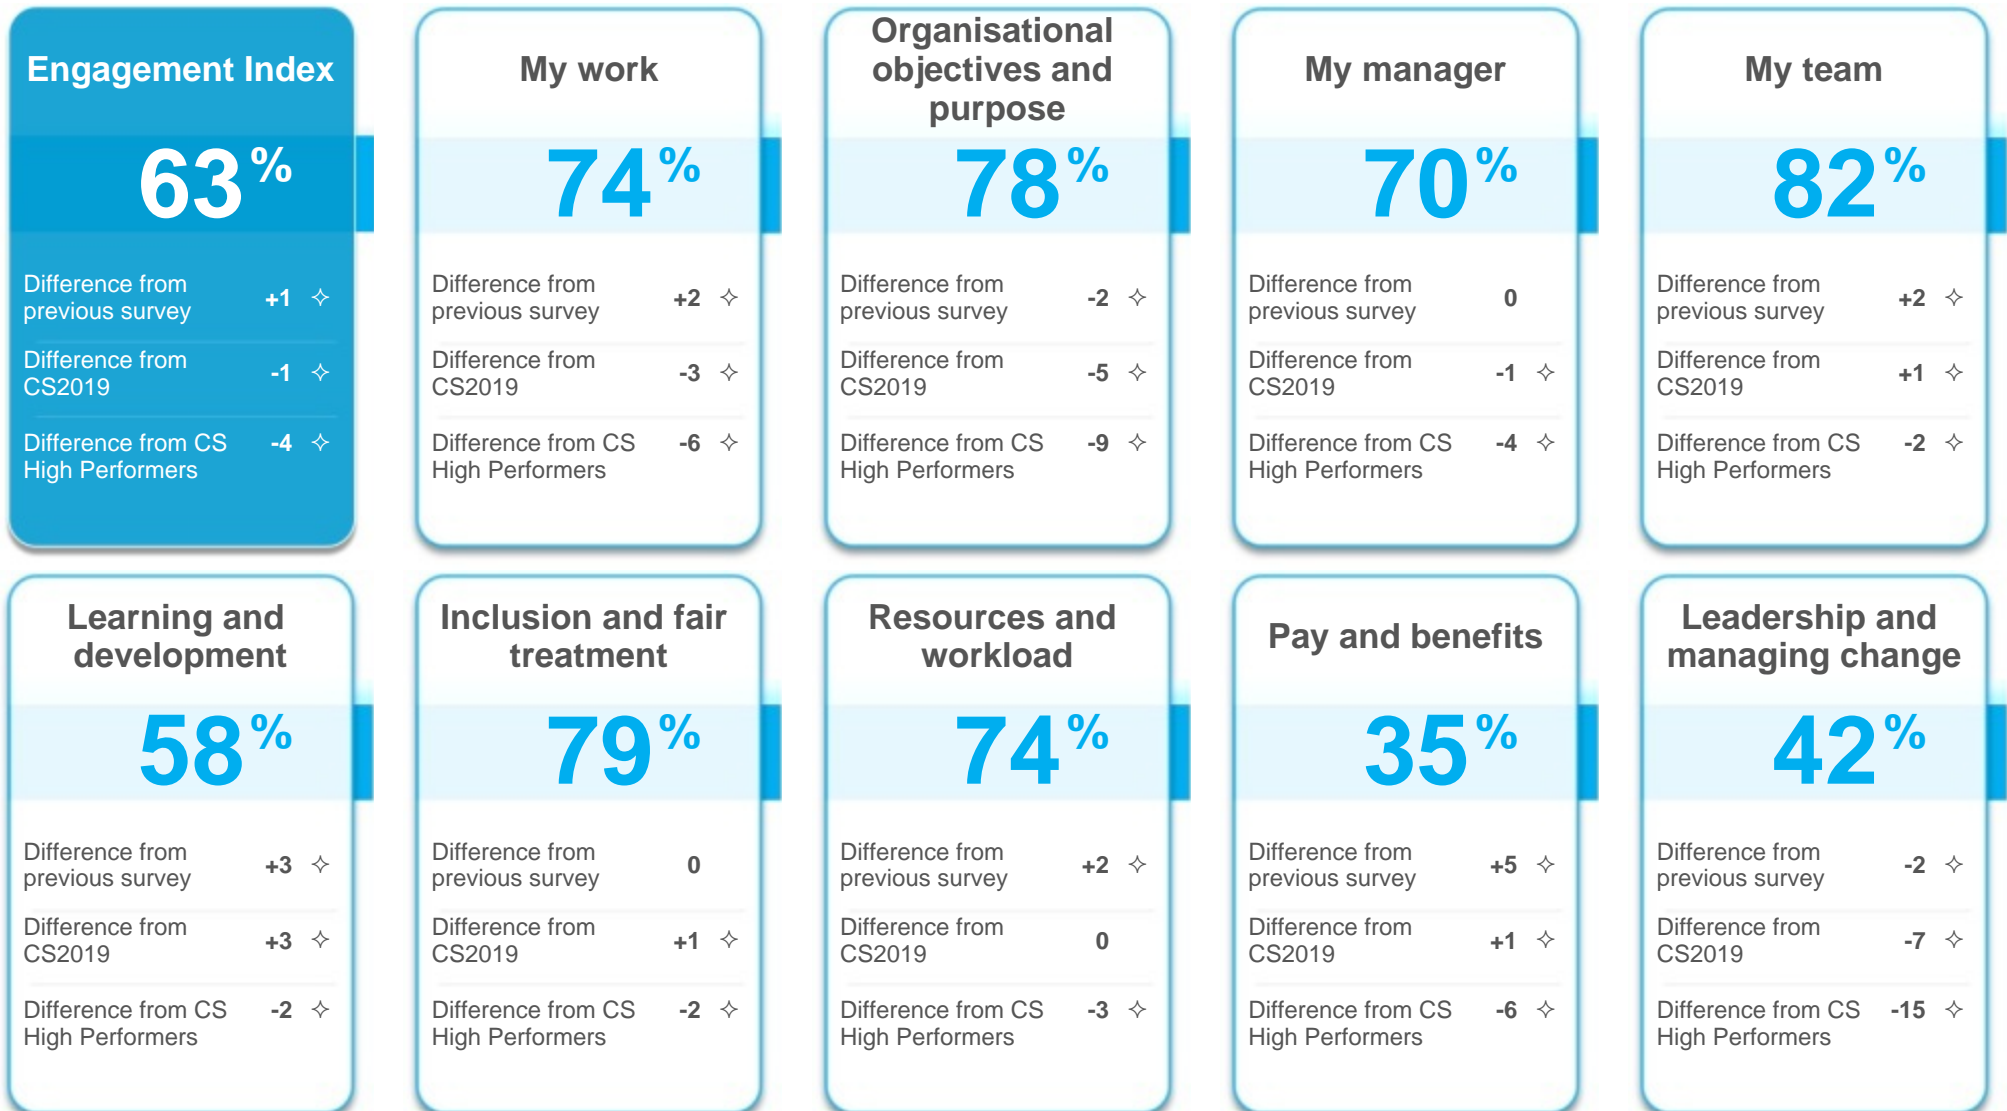 Engagement Index
63%
Difference from
previous survey +1 ✧
Difference from
CS2019 -1 ✧
Difference from CS
High Performers -4 ✧
My work
74%
Difference from
previous survey +2 ✧
Difference from
CS2019 -3 ✧
Difference from CS
High Performers -6 ✧
Organisational
objectives and
purpose
78%
Difference from
previous survey -2 ✧
Difference from
CS2019 -5 ✧
Difference from CS
High Performers -9 ✧
My manager
70%
Difference from
previous survey 0
Difference from
CS2019 -1 ✧
Difference from CS
High Performers -4 ✧
My team
82%
Difference from
previous survey +2 ✧
Difference from
CS2019 +1 ✧
Difference from CS
High Performers -2 ✧
Learning and
development
58%
Difference from
previous survey +3 ✧
Difference from
CS2019 +3 ✧
Difference from CS
High Performers -2 ✧
Inclusion and fair
treatment
79%
Difference from
previous survey 0
Difference from
CS2019 +1 ✧
Difference from CS
High Performers -2 ✧
Resources and
workload
74%
Difference from
previous survey +2 ✧
Difference from
CS2019 0
Difference from CS
High Performers -3 ✧
Pay and benefits
35%
Difference from
previous survey +5 ✧
Difference from
CS2019 +1 ✧
Difference from CS
High Performers -6 ✧
Leadership and
managing change
42%
Difference from
previous survey -2 ✧
Difference from
CS2019 -7 ✧
Difference from CS
High Performers -15 ✧